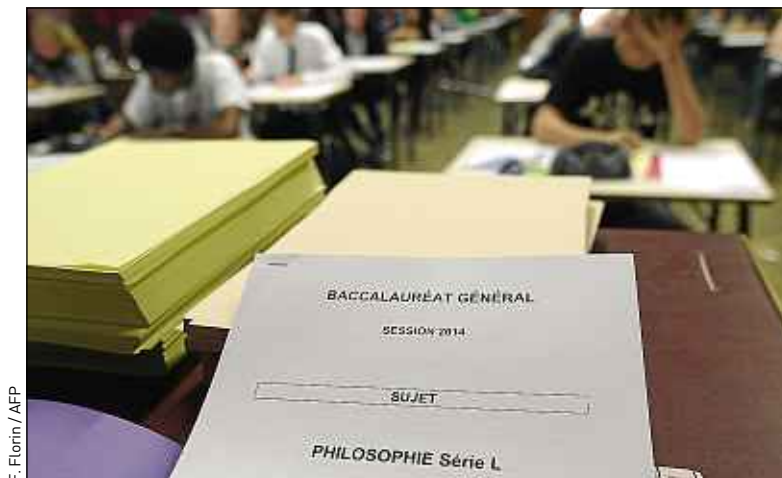 BACCALAURÉAT GÉNÉRAL
SESSION 2014
SUJET
PHILOSOPHIE Série L
F. Florin / AFP